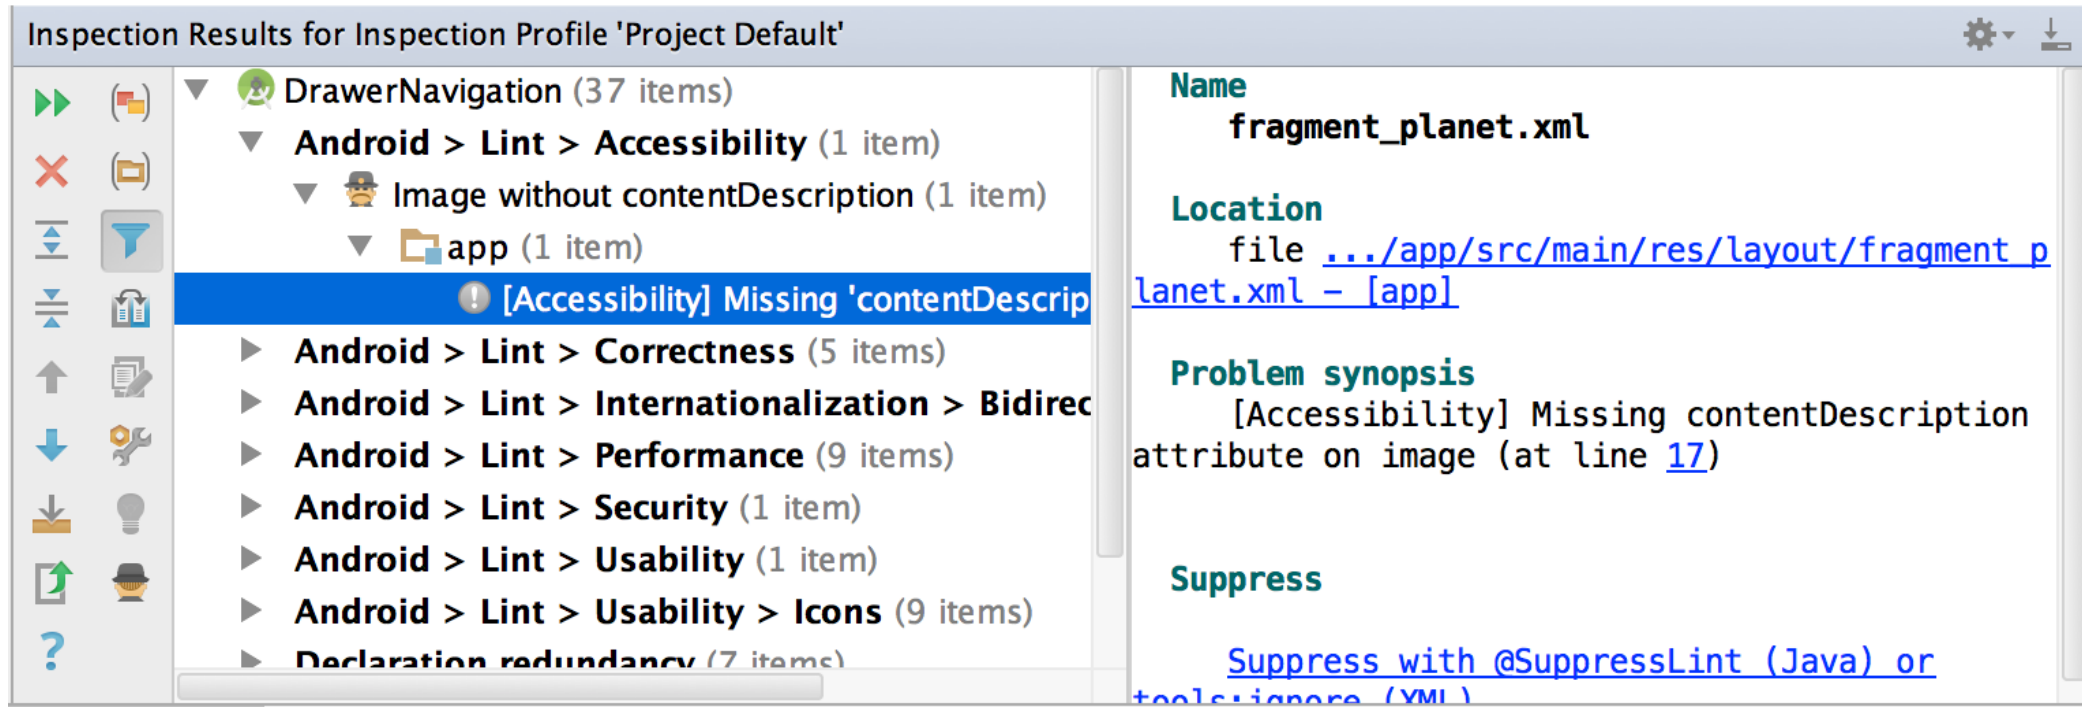 Inspection Results for Inspection Profile 'Project Default'
DrawerNavigation (37 items)
Android > Lint > Accessibility (1 item)
Image without contentDescription (1 item)
app (1 item)
[Accessibility] Missing 'contentDescrip
Android > Lint > Correctness (5 items)
Android > Lint > Internationalization > Bidirec
Android > Lint > Performance (9 items)
Android > Lint > Security (1 item)
Android > Lint > Usability (1 item)
Android > Lint > Usability > Icons (9 items)
Declaration redundancy (7 items)
Name
fragment_planet.xml
Location
file .../app/src/main/res/layout/fragment_p
lanet.xml – [app]
Problem synopsis
[Accessibility] Missing contentDescription
attribute on image (at line 17)
Suppress
Suppress with @SuppressLint (Java) or
tools:ignore (XML)